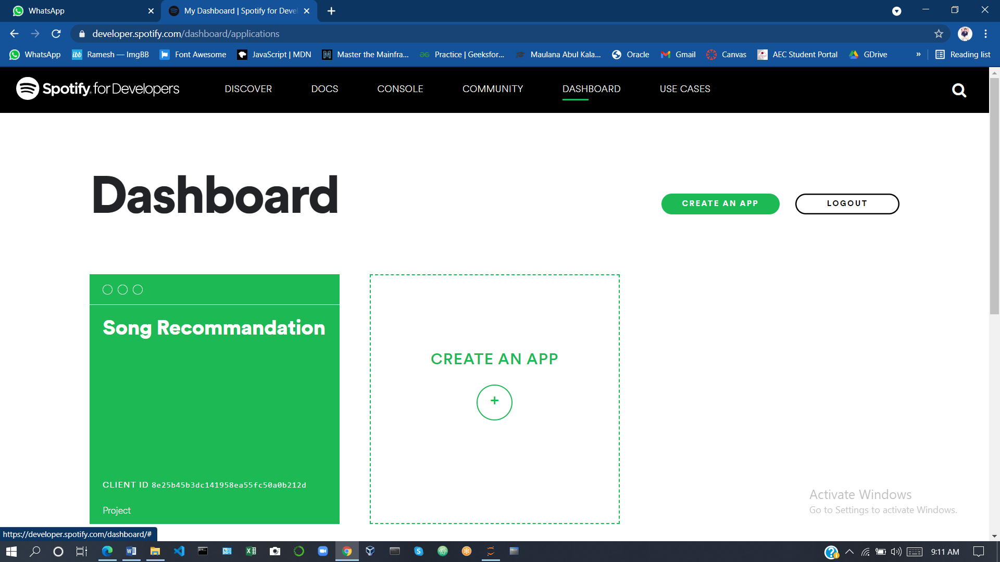 WhatsApp
My Dashboard | Spotify for Deve
developer.spotify.com/dashboard/applications
WhatsApp
ibb Ramesh — ImgBB
Font Awesome
JavaScript | MDN
M Master the Mainfra...
Practice | Geeksfor...
Maulana Abul Kala...
Oracle
Gmail
Canvas
AEC Student Portal
GDrive
»
Reading list
Spotify for Developers
DISCOVER
DOCS
CONSOLE
COMMUNITY
DASHBOARD
USE CASES
Dashboard
CREATE AN APP
LOGOUT
Song Recommandation
CREATE AN APP
+
CLIENT ID 8e25b45b3dc141958ea55fc50a0b212d
Project
Activate Windows
Go to Settings to activate Windows.
https://developer.spotify.com/dashboard/#
9:11 AM